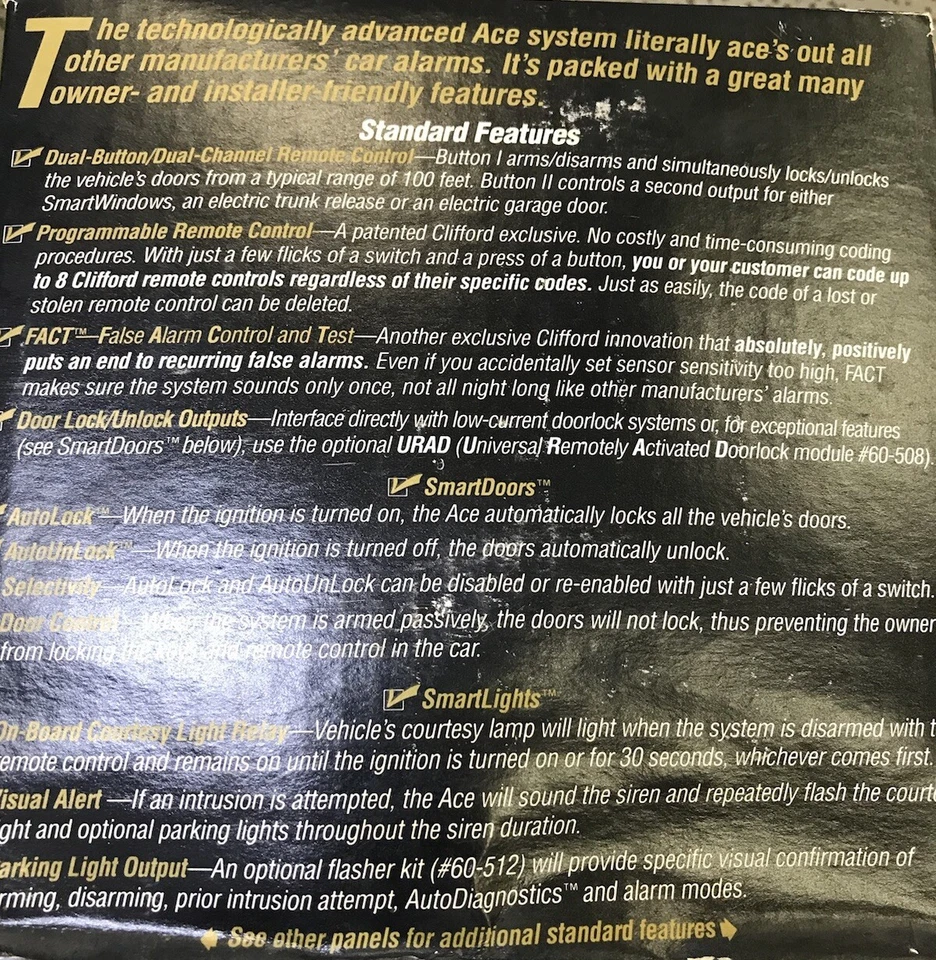 The technologically advanced Ace system literally ace's out all
other manufacturers' car alarms. It's packed with a great many
owner- and installer-friendly features.
Standard Features
Dual-Button/Dual-Channel Remote Control—Button I arms/disarms and simultaneously locks/unlocks
the vehicle's doors from a typical range of 100 feet. Button II controls a second output for either
SmartWindows, an electric trunk release or an electric garage door.
Programmable Remote Control—A patented Clifford exclusive. No costly and time-consuming coding
procedures. With just a few flicks of a switch and a press of a button, you or your customer can code up
to 8 Clifford remote controls regardless of their specific codes. Just as easily, the code of a lost or
stolen remote control can be deleted.
FACT™—False Alarm Control and Test—Another exclusive Clifford innovation that absolutely, positively
puts an end to recurring false alarms. Even if you accidentally set sensor sensitivity too high, FACT
makes sure the system sounds only once, not all night long like other manufacturers' alarms.
Door Lock/Unlock Outputs—Interface directly with low-current doorlock systems or, for exceptional features
(see SmartDoors™ below), use the optional URAD (Universal Remotely Activated Doorlock module #60-508).
SmartDoors™
AutoLock™—When the ignition is turned on, the Ace automatically locks all the vehicle's doors.
AutoUnLock™—When the ignition is turned off, the doors automatically unlock.
Selectivity—AutoLock and AutoUnLock can be disabled or re-enabled with just a few flicks of a switch.
Door Control—When the system is armed passively, the doors will not lock, thus preventing the owner
from locking the keys and remote control in the car.
SmartLights™
On-Board Courtesy Light Relay—Vehicle's courtesy lamp will light when the system is disarmed with t
emote control and remains on until the ignition is turned on or for 30 seconds, whichever comes first.
isual Alert—If an intrusion is attempted, the Ace will sound the siren and repeatedly flash the courte
ght and optional parking lights throughout the siren duration.
arking Light Output—An optional flasher kit (#60-512) will provide specific visual confirmation of
rming, disarming, prior intrusion attempt, AutoDiagnostics™ and alarm modes.
See other panels for additional standard features